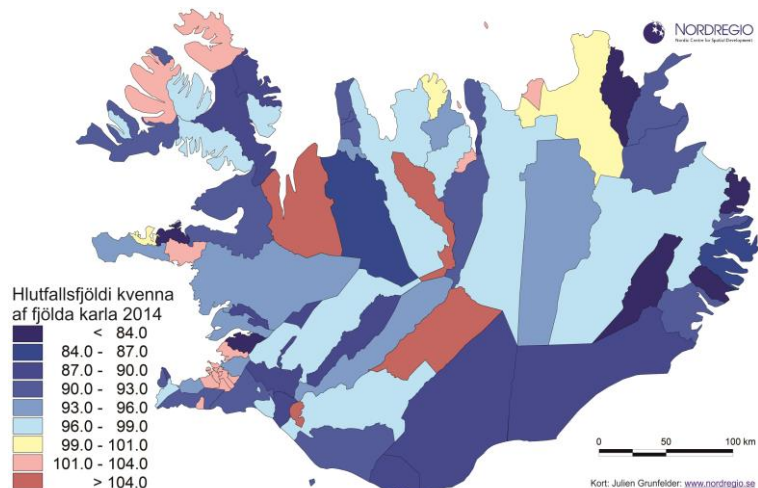 NORDREGIO
Nordic Centre for Spatial Development
Hlutfallsfjöldi kvenna
af fjölda karla 2014
< 84.0
84.0 - 87.0
87.0 - 90.0
90.0 - 93.0
93.0 - 96.0
96.0 - 99.0
99.0 - 101.0
101.0 - 104.0
> 104.0
0 50 100 km
Kort: Julien Grunfelder: www.nordregio.se